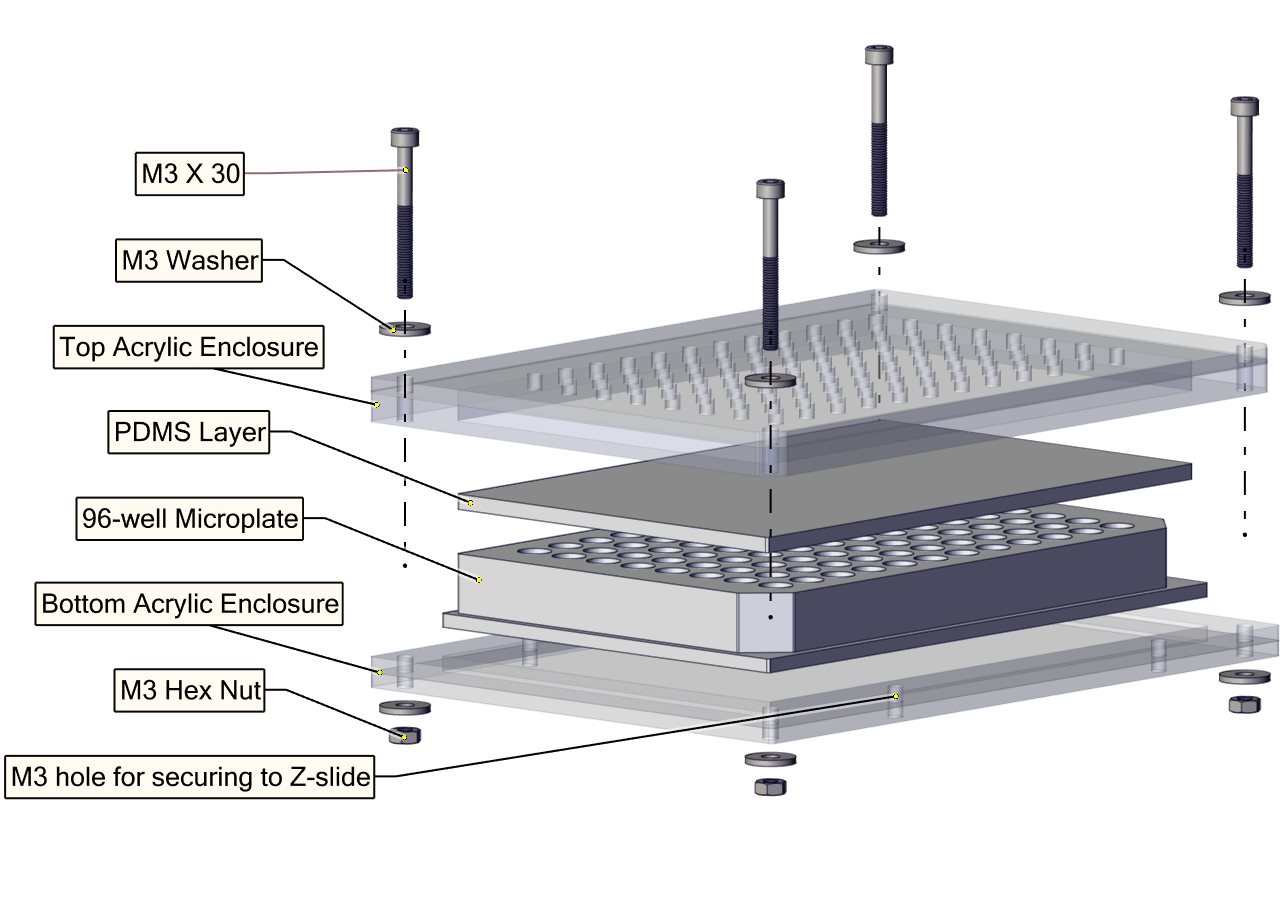 M3 X 30
M3 Washer
Top Acrylic Enclosure
PDMS Layer
96-well Microplate
Bottom Acrylic Enclosure
M3 Hex Nut
M3 hole for securing to Z-slide